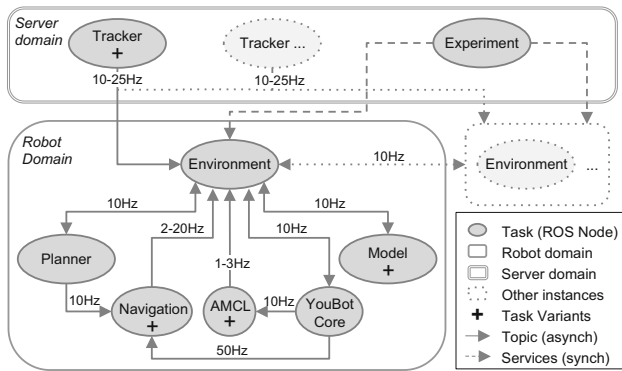 Server
domain
Tracker
+
Tracker ...
Experiment
10-25Hz
10-25Hz
Robot
Domain
Environment
10Hz
Environment
...
10Hz
2-20Hz
10Hz
10Hz
Planner
1-3Hz
Model
+
10Hz
Navigation
+
AMCL
+
10Hz
YouBot
Core
50Hz
Task (ROS Node)
Robot domain
Server domain
Other instances
+ Task Variants
Topic (asynch)
Services (synch)